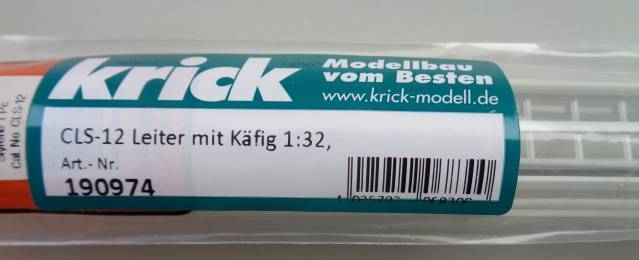 krick
Modellbau
vom Besten
www.krick-modell.de
CLS-12 Leiter mit Käfig 1:32,
Art.- Nr.
190974
Cal No CLS-12